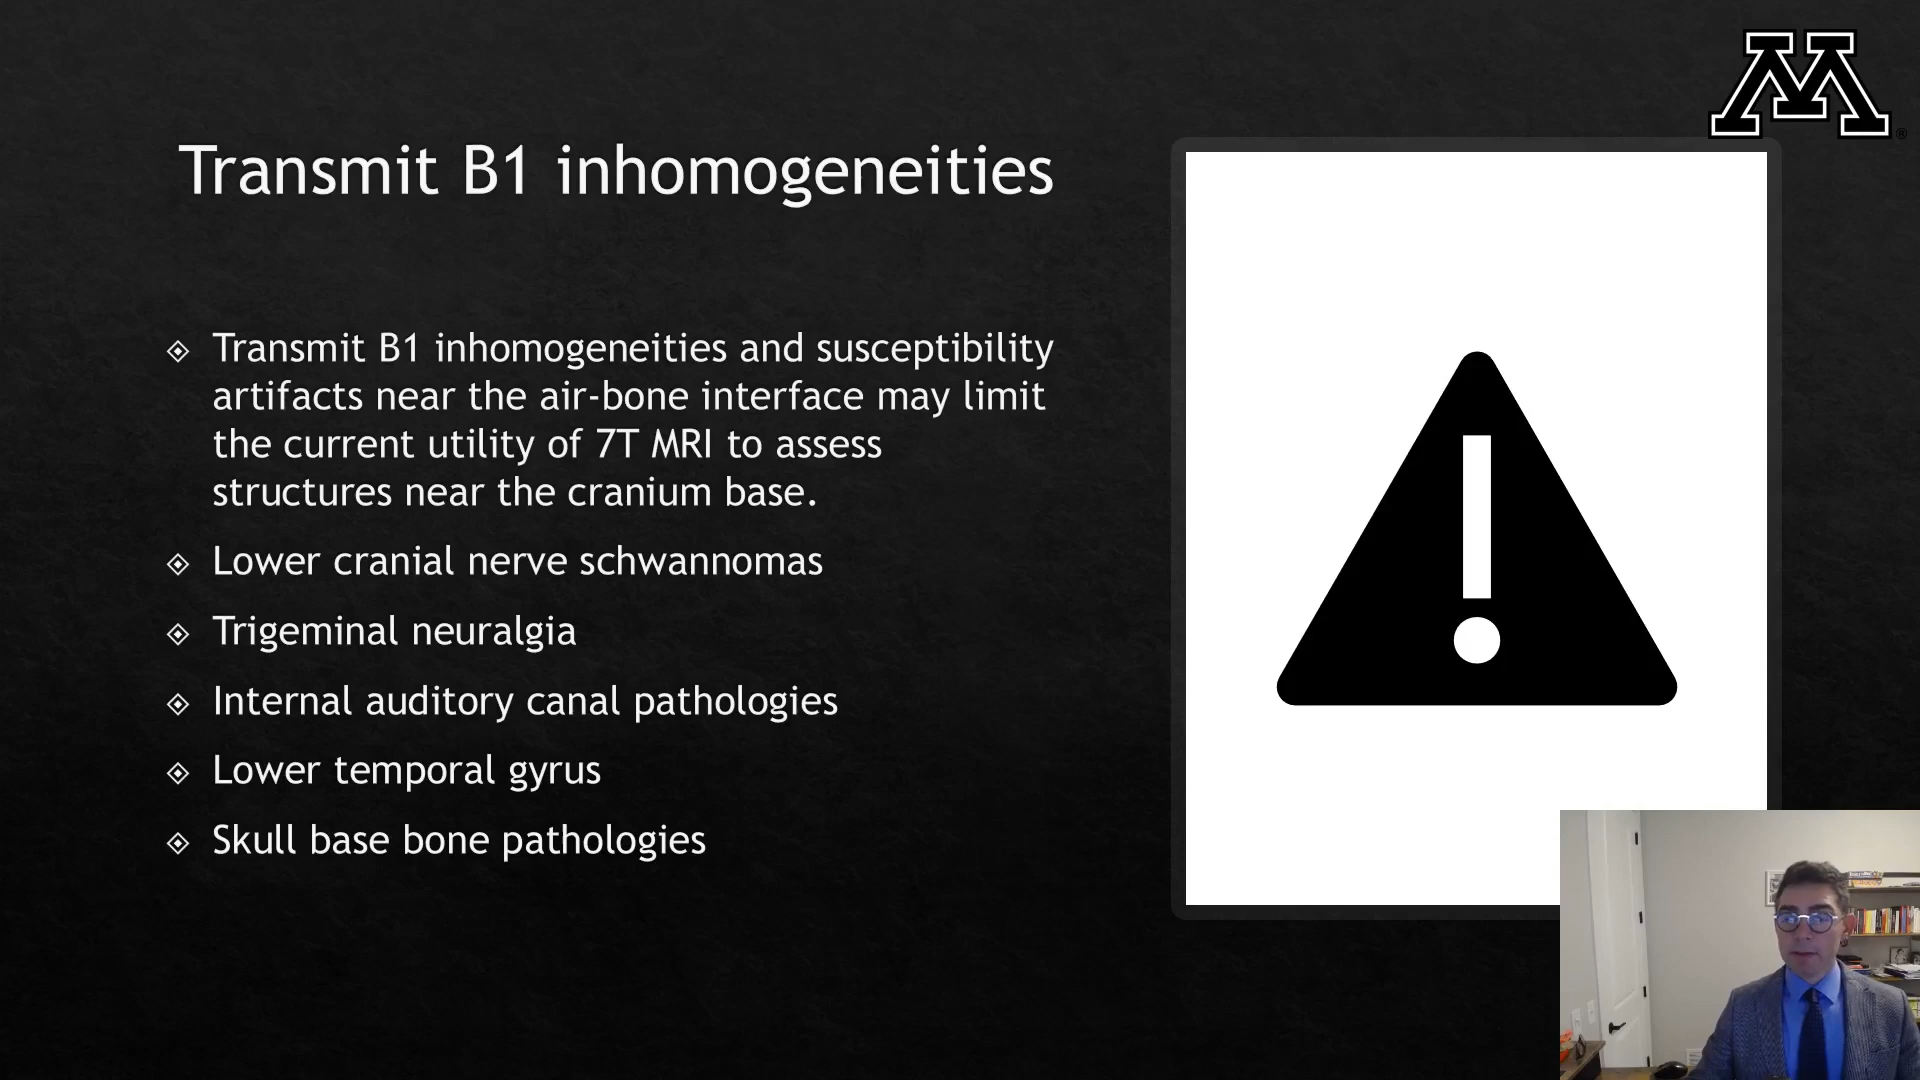 Transmit B1 inhomogeneities
Transmit B1 inhomogeneities and susceptibility
artifacts near the air-bone interface may limit
the current utility of 7T MRI to assess
structures near the cranium base.
Lower cranial nerve schwannomas
Trigeminal neuralgia
Internal auditory canal pathologies
Lower temporal gyrus
Skull base bone pathologies
M
®